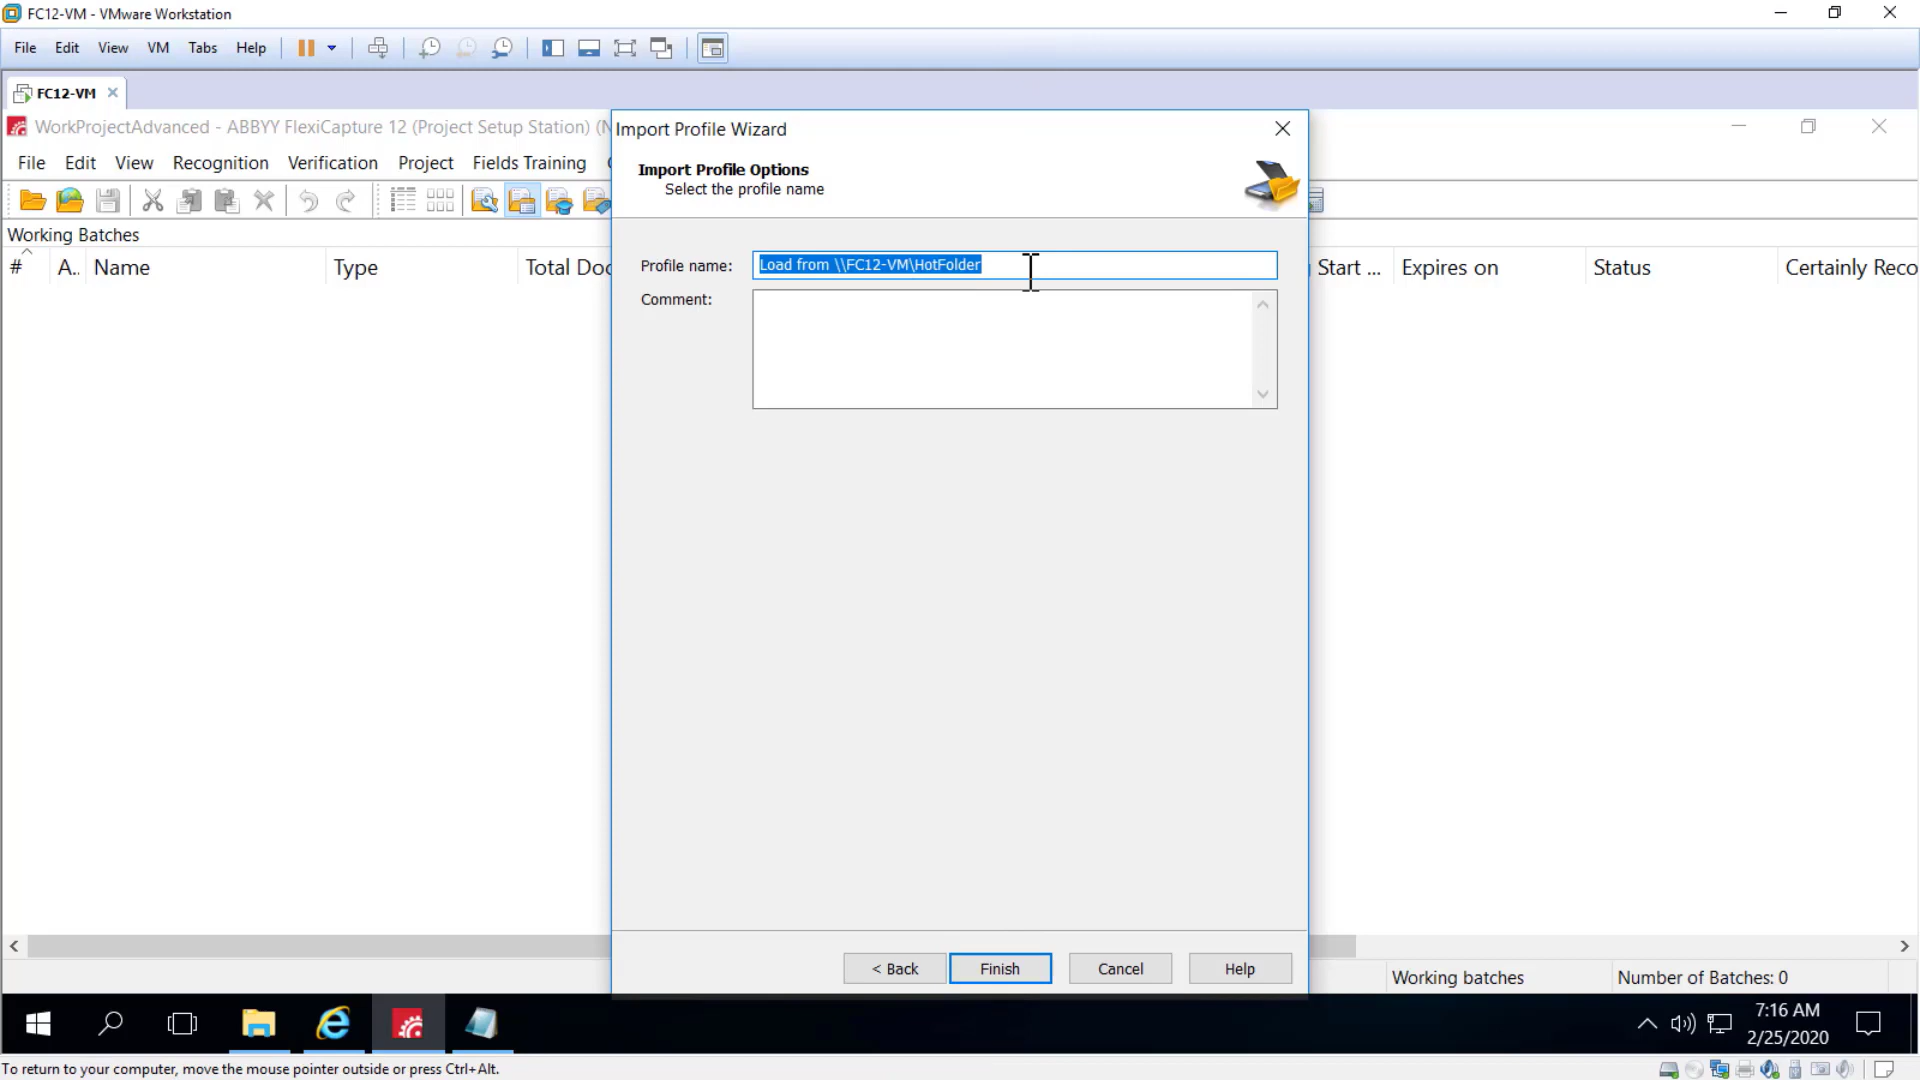 FC12-VM - VMware Workstation
File Edit View VM Tabs Help
FC12-VM
WorkProjectAdvanced - ABBYY FlexiCapture 12 (Project Setup Station) (
File Edit View Recognition Verification Project Fields Training
Working Batches
# A.. Name Type Total Doc Start ... Expires on Status Certainly Reco
Import Profile Wizard
Import Profile Options
Select the profile name
Profile name: Load from \\FC12-VM\HotFolder
Comment:
< Back Finish Cancel Help
Working batches Number of Batches: 0
7:16 AM
2/25/2020
To return to your computer, move the mouse pointer outside or press Ctrl+Alt.